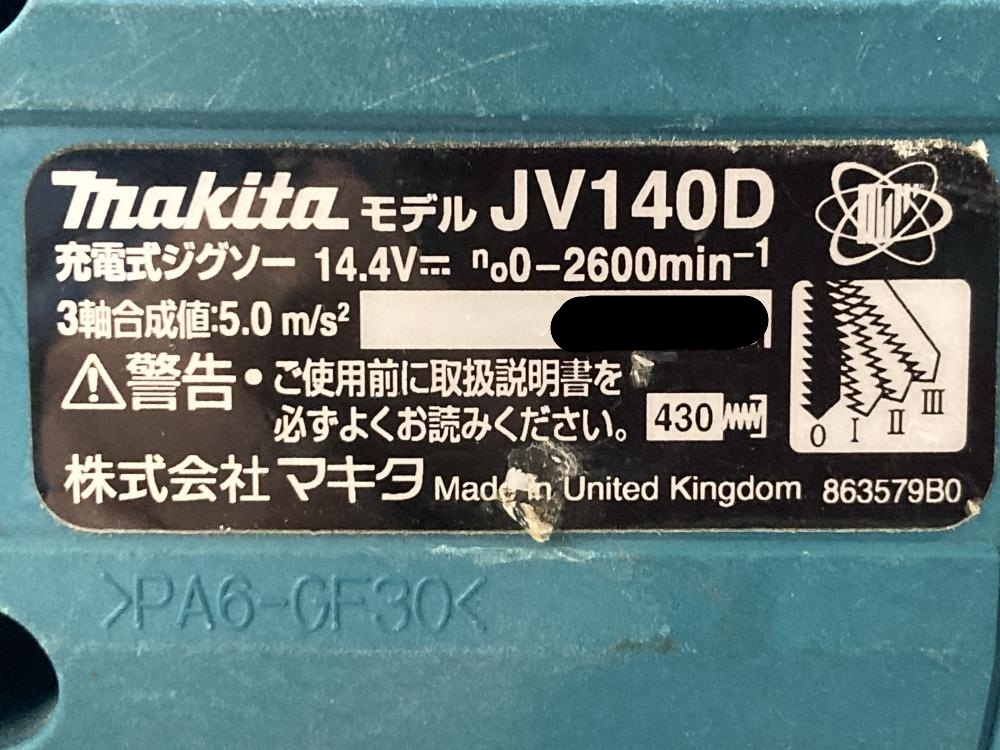 makita モデル JV140D
充電式ジグソー 14.4V⎓ n₀0-2600min⁻¹
3軸合成値:5.0 m/s²
警告・ご使用前に取扱説明書を
必ずよくお読みください。
430
0 I II III
株式会社マキタ Made in United Kingdom 863579B0
>PA6-GF30<